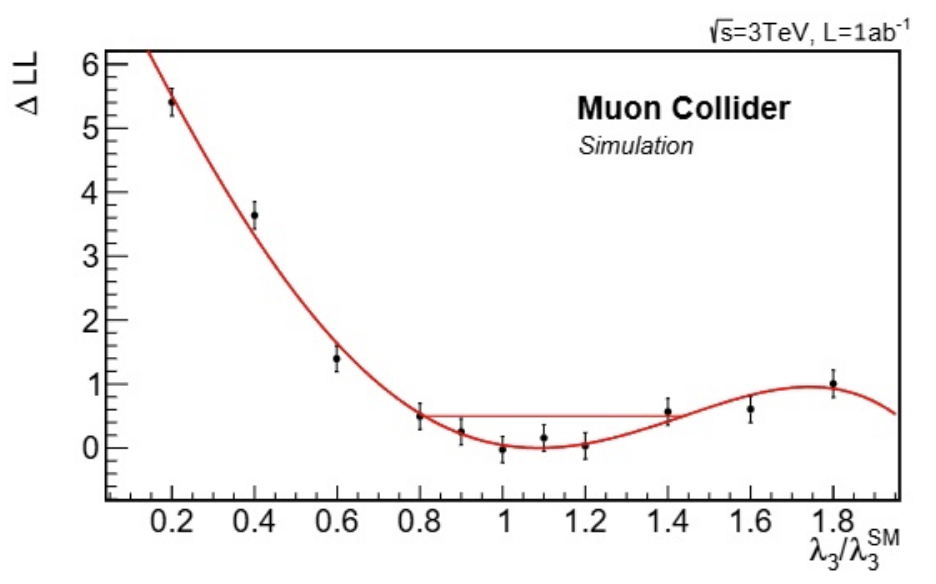 √s=3TeV, L=1ab⁻¹
Δ LL
Muon Collider
Simulation
6
5
4
3
2
1
0
0.2 0.4 0.6 0.8 1 1.2 1.4 1.6 1.8
λ₃/λ₃ˢᴹ